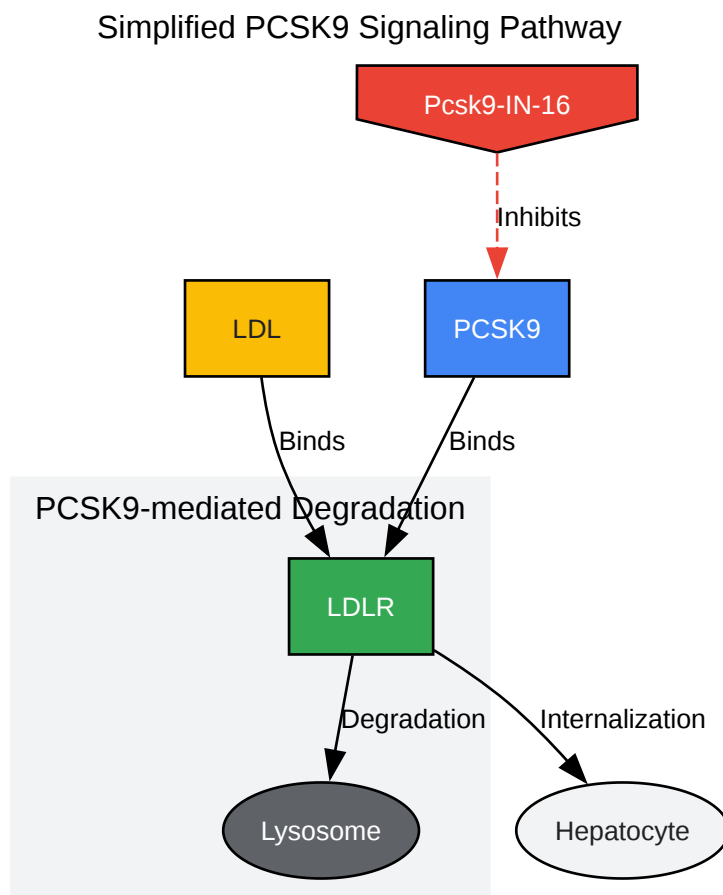 Simplified PCSK9 Signaling Pathway
Pcsk9-IN-16
Inhibits
LDL
PCSK9
Binds
Binds
PCSK9-mediated Degradation
LDLR
Degradation
Internalization
Lysosome
Hepatocyte